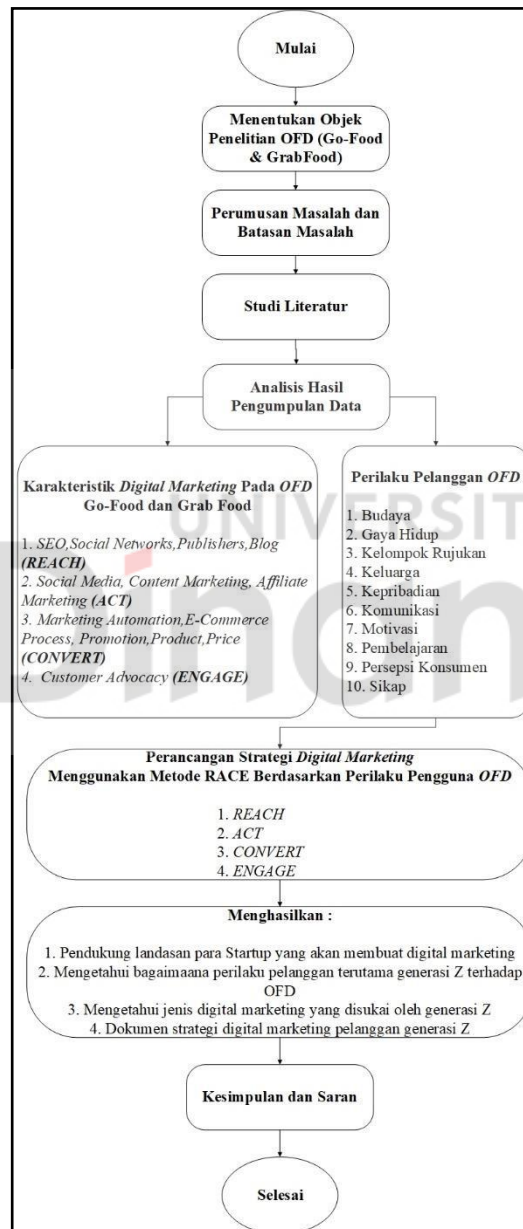 Mulai
Menentukan Objek
Penelitian OFD (Go-Food
& GrabFood)
Perumusan Masalah dan
Batasan Masalah
Studi Literatur
Analisis Hasil
Pengumpulan Data
Karakteristik Digital Marketing Pada OFD
Go-Food dan Grab Food
1. SEO,Social Networks,Publishers,Blog
(REACH)
2. Social Media, Content Marketing, Affiliate
Marketing (ACT)
3. Marketing Automation,E-Commerce
Process, Promotion,Product,Price
(CONVERT)
4. Customer Advocacy (ENGAGE)
Perilaku Pelanggan OFD
1. Budaya
2. Gaya Hidup
3. Kelompok Rujukan
4. Keluarga
5. Kepribadian
6. Komunikasi
7. Motivasi
8. Pembelajaran
9. Persepsi Konsumen
10. Sikap
UNIVERSIT
Dinam
Perancangan Strategi Digital Marketing
Menggunakan Metode RACE Berdasarkan Perilaku Pengguna OFD
1. REACH
2. ACT
3. CONVERT
4. ENGAGE
Menghasilkan :
1. Pendukung landasan para Startup yang akan membuat digital marketing
2. Mengetahui bagaimaana perilaku pelanggan terutama generasi Z terhadap
OFD
3. Mengetahui jenis digital marketing yang disukai oleh generasi Z
4. Dokumen strategi digital marketing pelanggan generasi Z
Kesimpulan dan Saran
Selesai